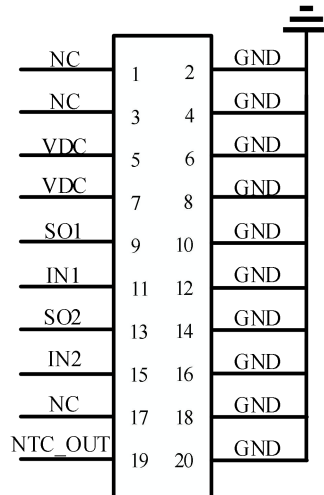 NC 1 2 GND
NC 3 4 GND
VDC 5 6 GND
VDC 7 8 GND
SO1 9 10 GND
IN1 11 12 GND
SO2 13 14 GND
IN2 15 16 GND
NC 17 18 GND
NTC_OUT 19 20 GND